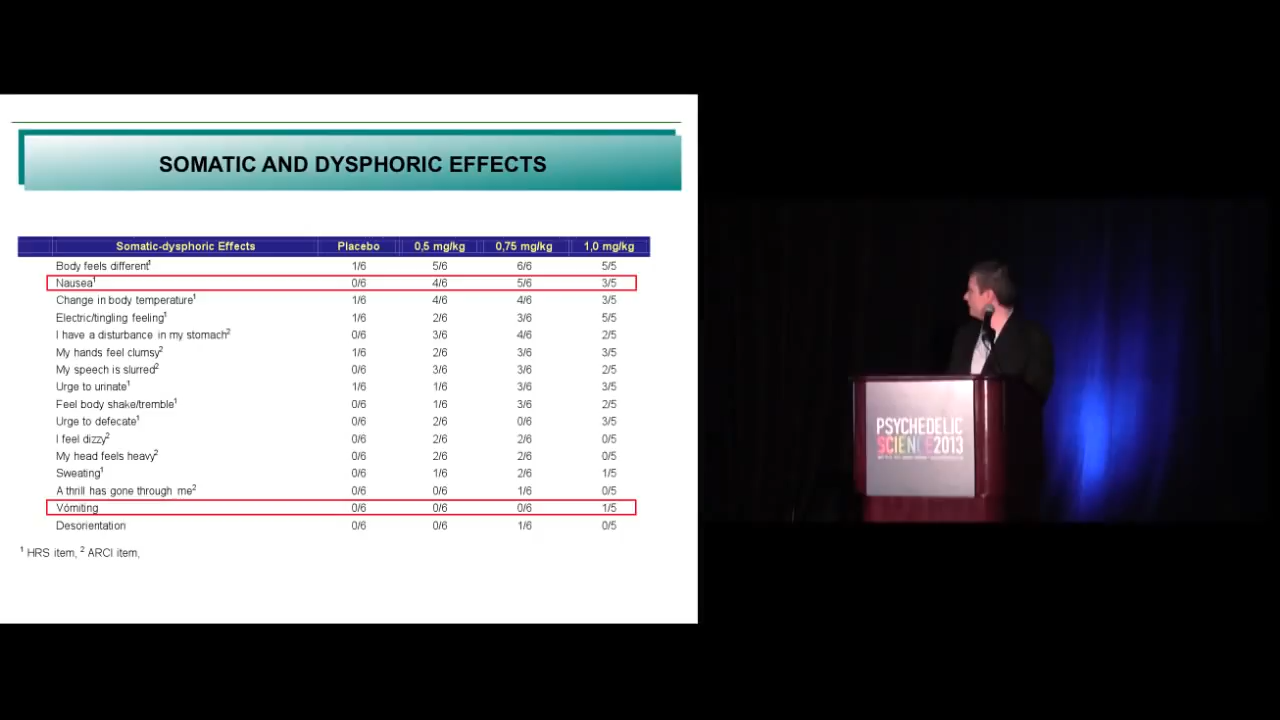 SOMATIC AND DYSPHORIC EFFECTS
Somatic-dysphoric Effects Placebo 0,5 mg/kg 0,75 mg/kg 1,0 mg/kg
Body feels different¹ 1/6 5/6 6/6 5/5
Nausea¹ 0/6 4/6 5/6 3/5
Change in body temperature¹ 1/6 4/6 4/6 3/5
Electric/tingling feeling¹ 1/6 2/6 3/6 5/5
I have a disturbance in my stomach² 0/6 3/6 4/6 2/5
My hands feel clumsy² 1/6 2/6 3/6 3/5
My speech is slurred² 0/6 3/6 3/6 2/5
Urge to urinate¹ 1/6 1/6 3/6 3/5
Feel body shake/tremble¹ 0/6 1/6 3/6 2/5
Urge to defecate¹ 0/6 2/6 0/6 3/5
I feel dizzy² 0/6 2/6 2/6 0/5
My head feels heavy² 0/6 2/6 2/6 0/5
Sweating¹ 0/6 1/6 2/6 1/5
A thrill has gone through me² 0/6 0/6 1/6 0/5
Vómiting 0/6 0/6 0/6 1/5
Desorientation 0/6 0/6 1/6 0/5
¹ HRS item, ² ARCI item,
PSYCHEDELIC
SCIENCE2013